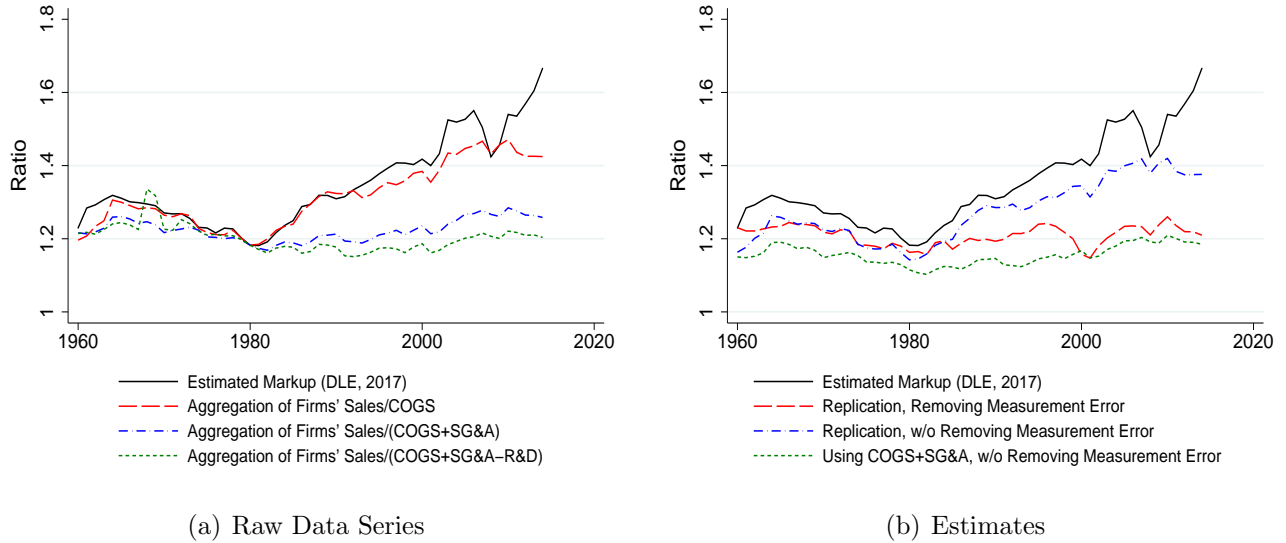 Ratio
1.8
1.6
1.4
1.2
1
1960
1980
2000
2020
Estimated Markup (DLE, 2017)
Aggregation of Firms' Sales/COGS
Aggregation of Firms' Sales/(COGS+SG&A)
Aggregation of Firms' Sales/(COGS+SG&A−R&D)
(a) Raw Data Series
Ratio
1.8
1.6
1.4
1.2
1
1960
1980
2000
2020
Estimated Markup (DLE, 2017)
Replication, Removing Measurement Error
Replication, w/o Removing Measurement Error
Using COGS+SG&A, w/o Removing Measurement Error
(b) Estimates